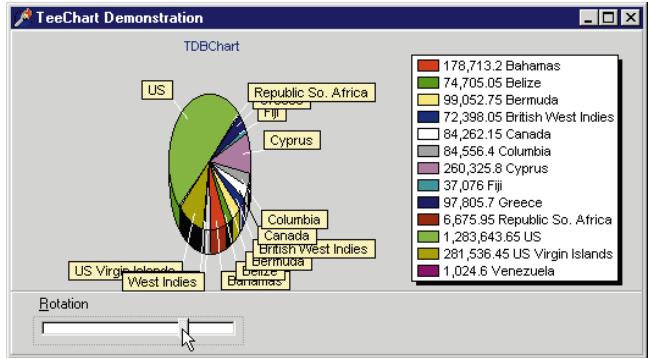 TeeChart Demonstration
TDBChart
US
Republic So. Africa
Greece
Fiji
Cyprus
Columbia
Canada
British West Indies
Bermuda
Belize
Bahamas
US Virgin Islands
West Indies
178,713.2 Bahamas
74,705.05 Belize
99,052.75 Bermuda
72,398.05 British West Indies
84,262.15 Canada
84,556.4 Columbia
260,325.8 Cyprus
37,076 Fiji
97,805.7 Greece
6,675.95 Republic So. Africa
1,283,643.65 US
281,536.45 US Virgin Islands
1,024.6 Venezuela
Rotation